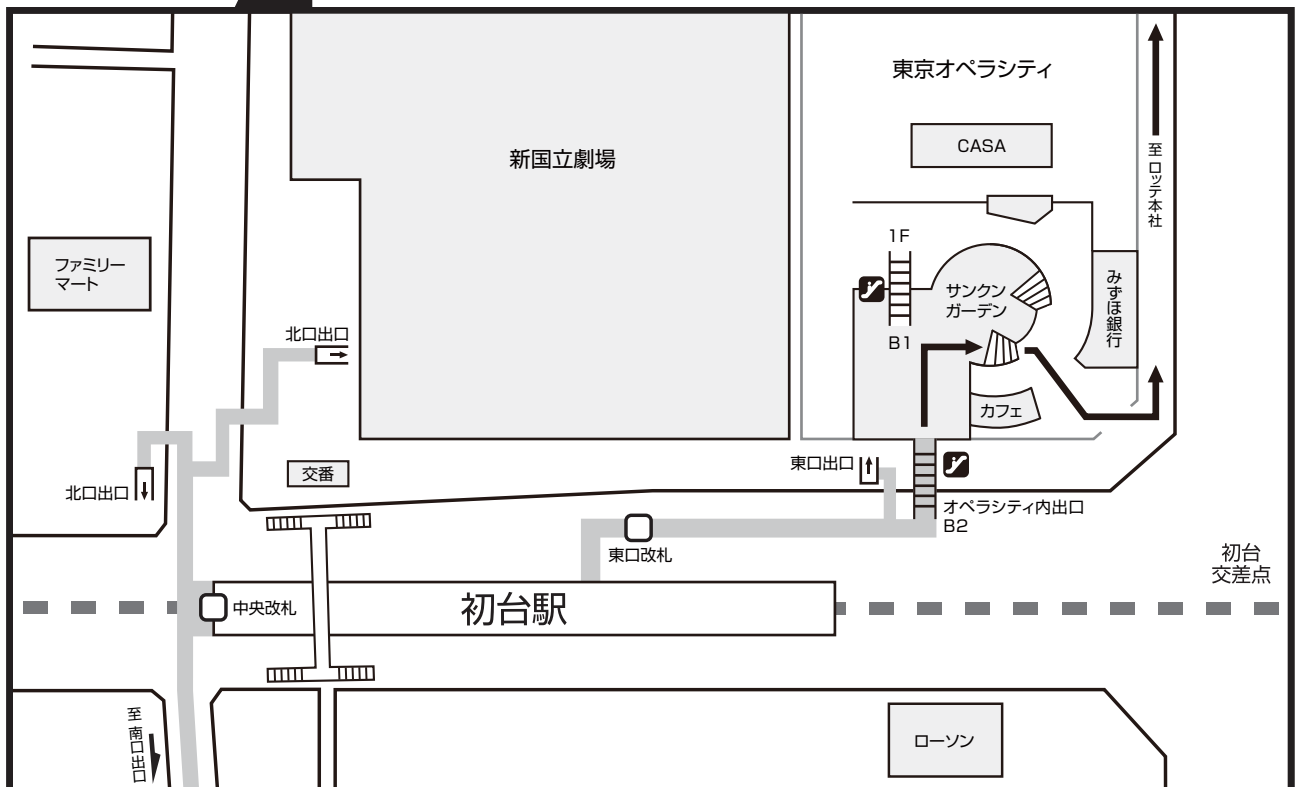 東京オペラシティ
CASA
新国立劇場
至 ロッテ本社
1F
ファミリー
マート
サンクン
ガーデン
みずほ銀行
北口出口
B1
カフェ
交番
東口出口
北口出口
オペラシティ内出口
B2
東口改札
初台
交差点
中央改札
初台駅
至 南口出口
ローソン